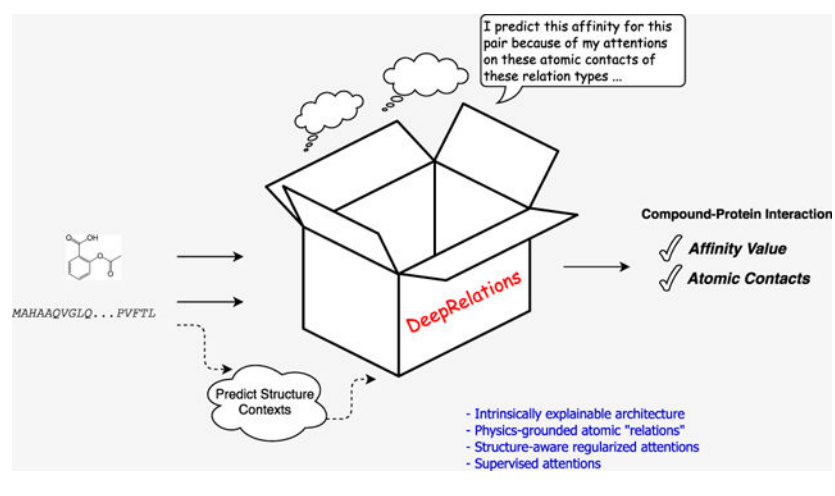 I predict this affinity for this
pair because of my attentions
on these atomic contacts of
these relation types ...
Compound-Protein Interaction
Affinity Value
Atomic Contacts
O
OH
O
O
MAHAAQVGLQ...PVFTL
DeepRelations
Predict Structure
Contexts
- Intrinsically explainable architecture
- Physics-grounded atomic "relations"
- Structure-aware regularized attentions
- Supervised attentions